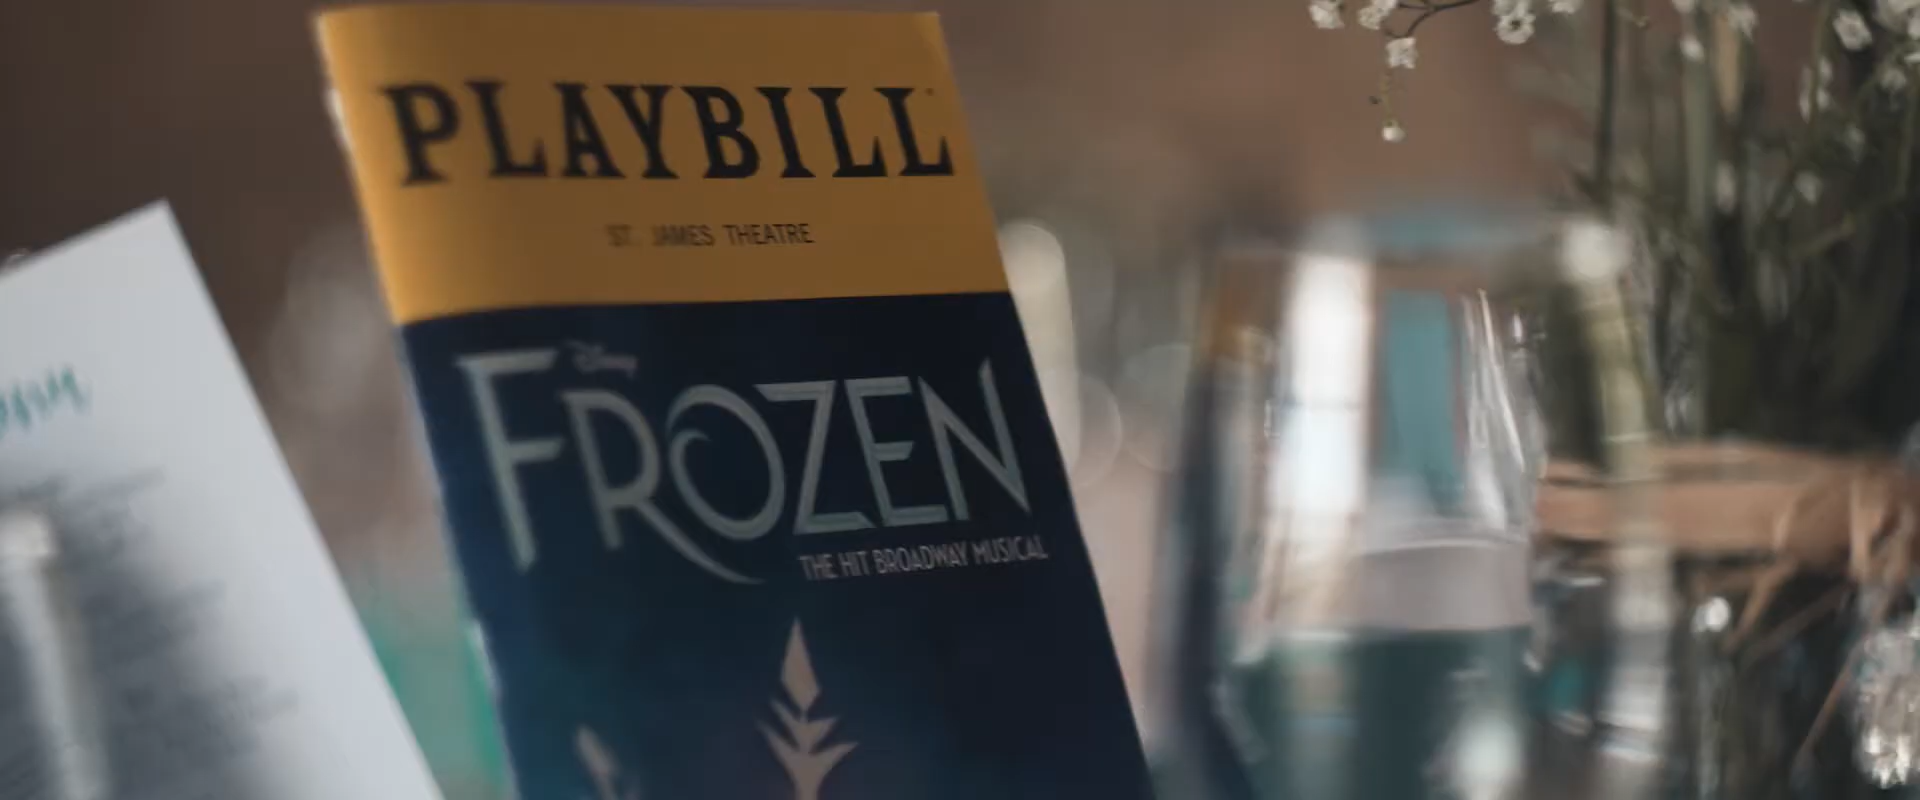 PLAYBILL
ST. JAMES THEATRE
Disney
FROZEN
THE HIT BROADWAY MUSICAL